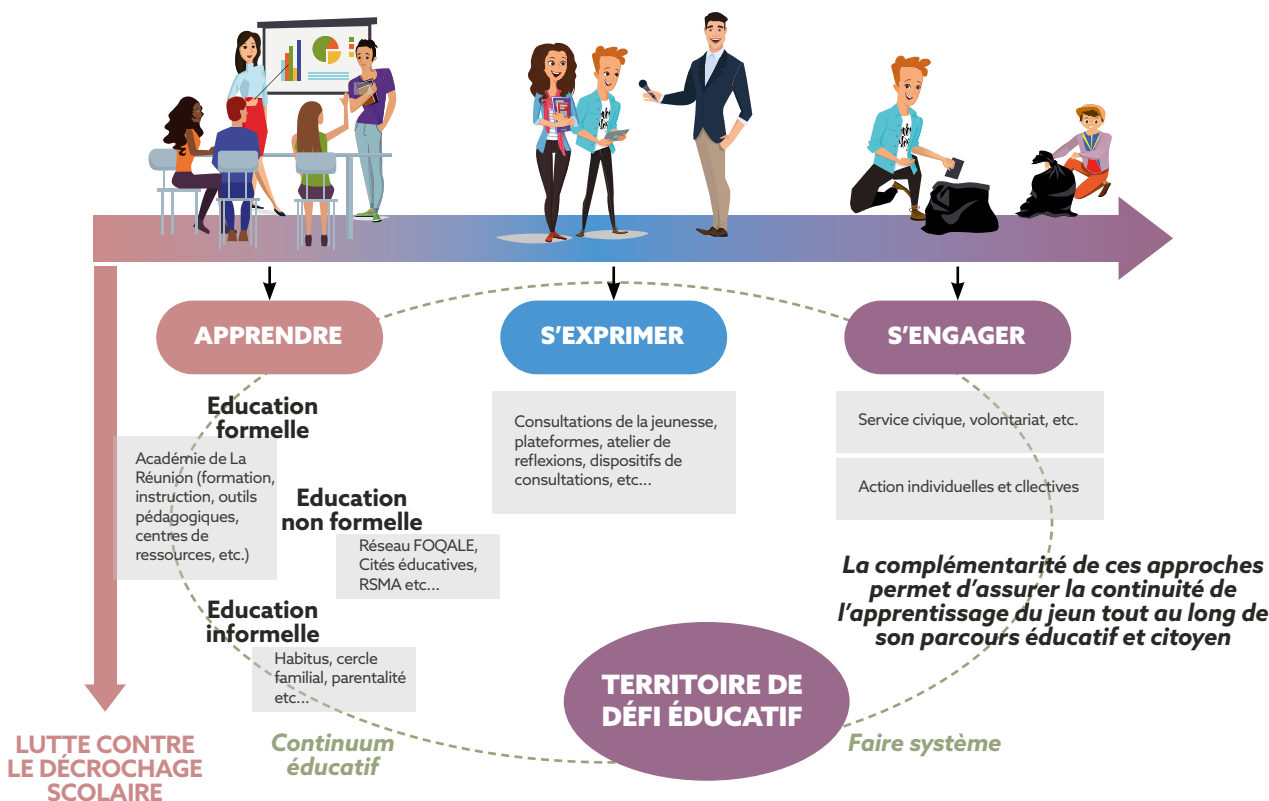 APPRENDRE
S'EXPRIMER
S'ENGAGER
Education
formelle
Académie de La
Réunion (formation,
instruction, outils
pédagogiques,
centres de
ressources, etc.)
Education
non formelle
Réseau FOQALE,
Cités éducatives,
RSMA etc...
Education
informelle
Habitus, cercle
familial, parentalité
etc...
Consultations de la jeunesse,
plateformes, atelier de
reflexions, dispositifs de
consultations, etc...
Service civique, volontariat, etc.
Action individuelles et cllectives
La complémentarité de ces approches
permet d'assurer la continuité de
l'apprentissage du jeun tout au long de
son parcours éducatif et citoyen
TERRITOIRE DE
DÉFI ÉDUCATIF
LUTTE CONTRE
LE DÉCROCHAGE
SCOLAIRE
Continuum
éducatif
Faire système